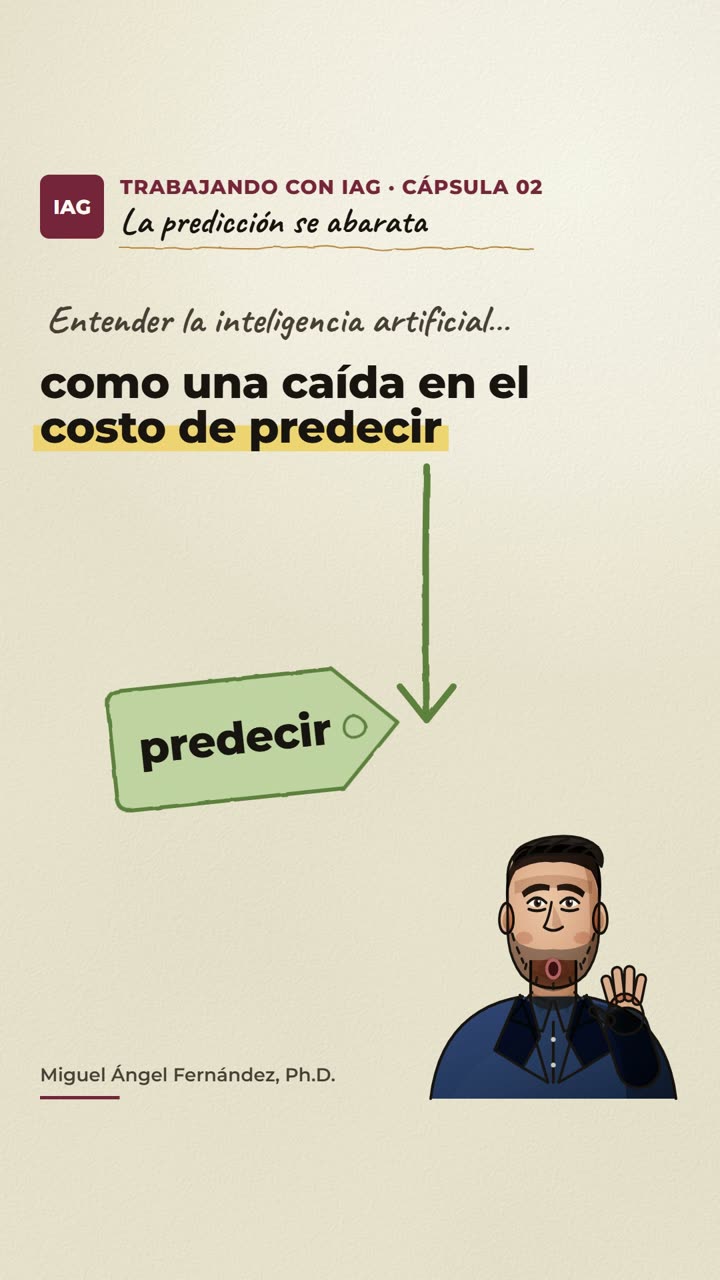 IAG
TRABAJANDO CON IAG · CÁPSULA 02
La predicción se abarata
Entender la inteligencia artificial...
como una caída en el
costo de predecir
predecir
Miguel Ángel Fernández, Ph.D.